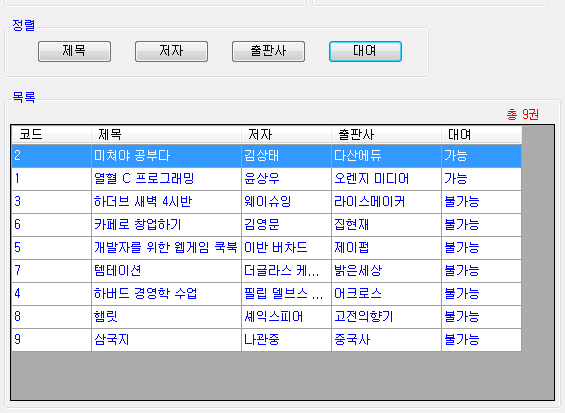 정렬
제목 저자 출판사 대여
목록
총 9권
코드 제목 저자 출판사 대여
2 미쳐야 공부다 김상태 다산에듀 가능
1 열혈 C 프로그래밍 윤상우 오렌지 미디어 가능
3 하더브 새벽 4시반 웨이슈잉 라이스메이커 불가능
6 카페로 창업하기 김영문 집현재 불가능
5 개발자를 위한 웹게임 쿡북 이반 버차드 제이펍 불가능
7 템테이션 더글라스 케... 밝은세상 불가능
4 하버드 경영학 수업 필립 델브스 ... 어크로스 불가능
8 햄릿 셰익스피어 고전의향기 불가능
9 삼국지 나관중 중국사 불가능